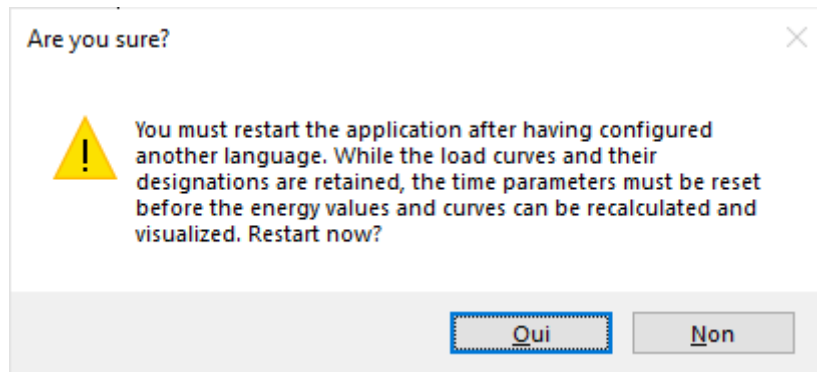 Are you sure?
You must restart the application after having configured
another language. While the load curves and their
designations are retained, the time parameters must be reset
before the energy values and curves can be recalculated and
visualized. Restart now?
Oui
Non